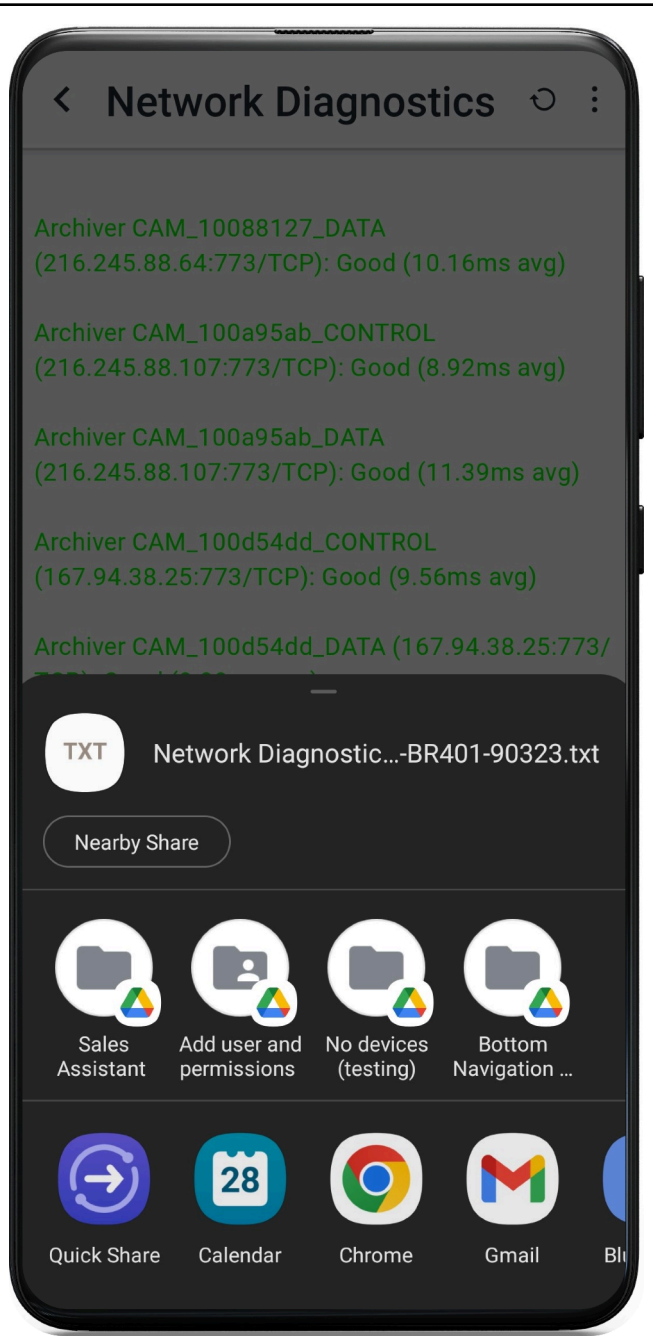 Network Diagnostics
Archiver CAM_10088127_DATA
(216.245.88.64:773/TCP): Good (10.16ms avg)
Archiver CAM_100a95ab_CONTROL
(216.245.88.107:773/TCP): Good (8.92ms avg)
Archiver CAM_100a95ab_DATA
(216.245.88.107:773/TCP): Good (11.39ms avg)
Archiver CAM_100d54dd_CONTROL
(167.94.38.25:773/TCP): Good (9.56ms avg)
Archiver CAM_100d54dd_DATA (167.94.38.25:773/
TXT
Network Diagnostic...-BR401-90323.txt
Nearby Share
Sales
Assistant
Add user and
permissions
No devices
(testing)
Bottom
Navigation ...
28
Quick Share
Calendar
Chrome
Gmail